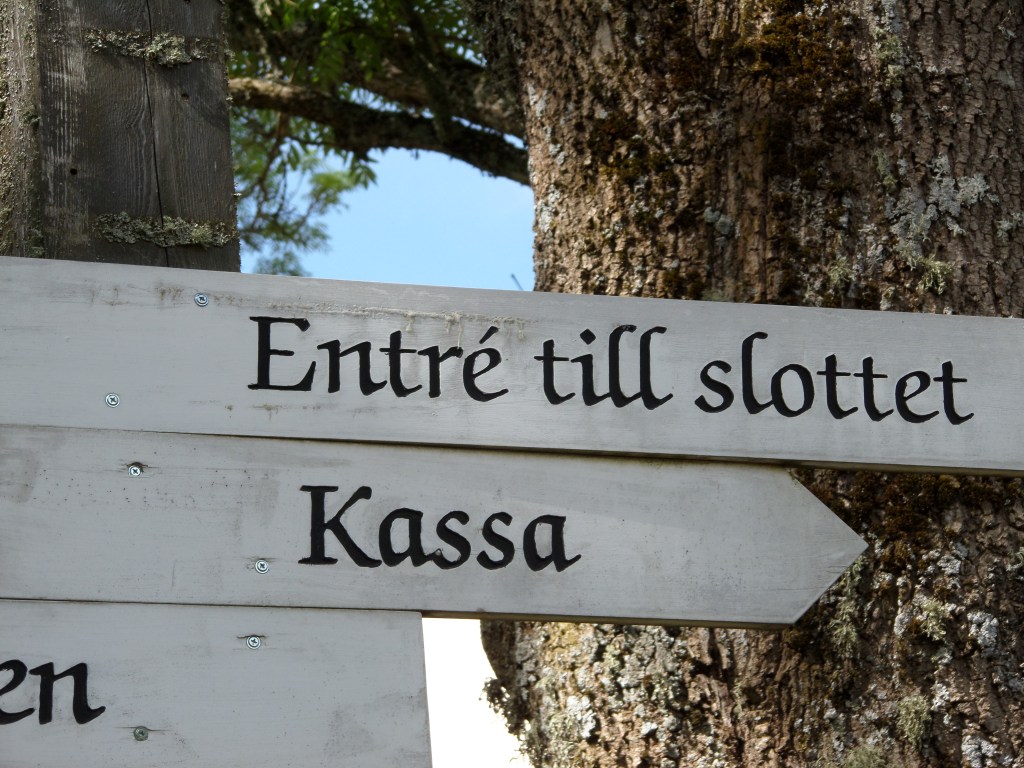 Entré till slottet
Kassa
en